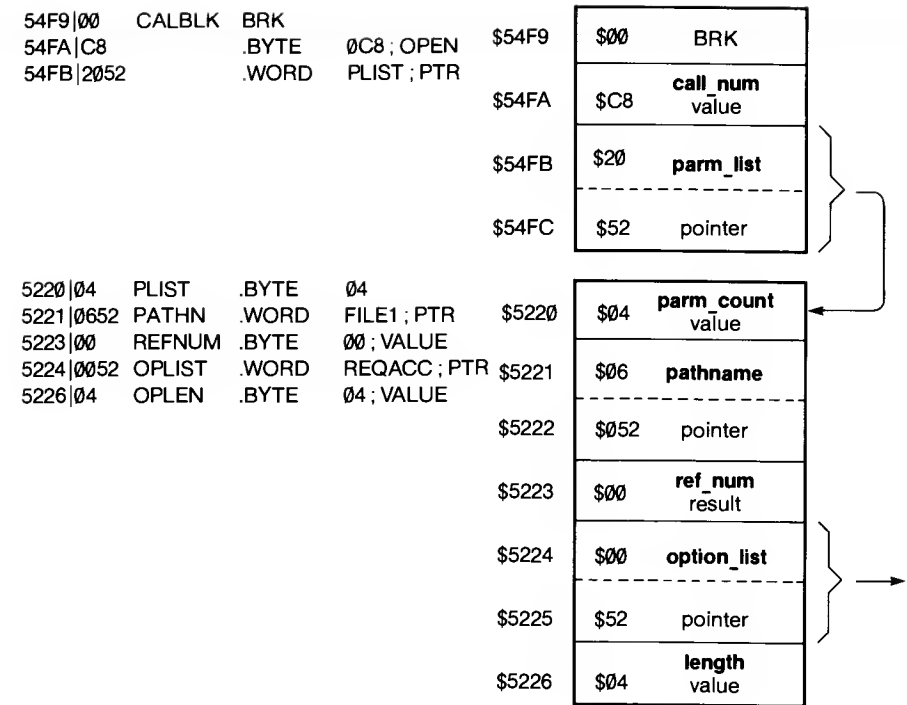 54F9|00 CALBLK BRK
54FA|C8 .BYTE 0C8 ; OPEN
54FB|2052 .WORD PLIST ; PTR
$54F9 $00 BRK
$54FA $C8 call_num
value
$54FB $20 parm_list
$54FC $52 pointer
5220|04 PLIST .BYTE 04
5221|0652 PATHN .WORD FILE1 ; PTR
5223|00 REFNUM .BYTE 00 ; VALUE
5224|0052 OPLIST .WORD REQACC ; PTR
5226|04 OPLEN .BYTE 04 ; VALUE
$5220 $04 parm_count
value
$5221 $06 pathname
$5222 $052 pointer
$5223 $00 ref_num
result
$5224 $00 option_list
$5225 $52 pointer
$5226 $04 length
value